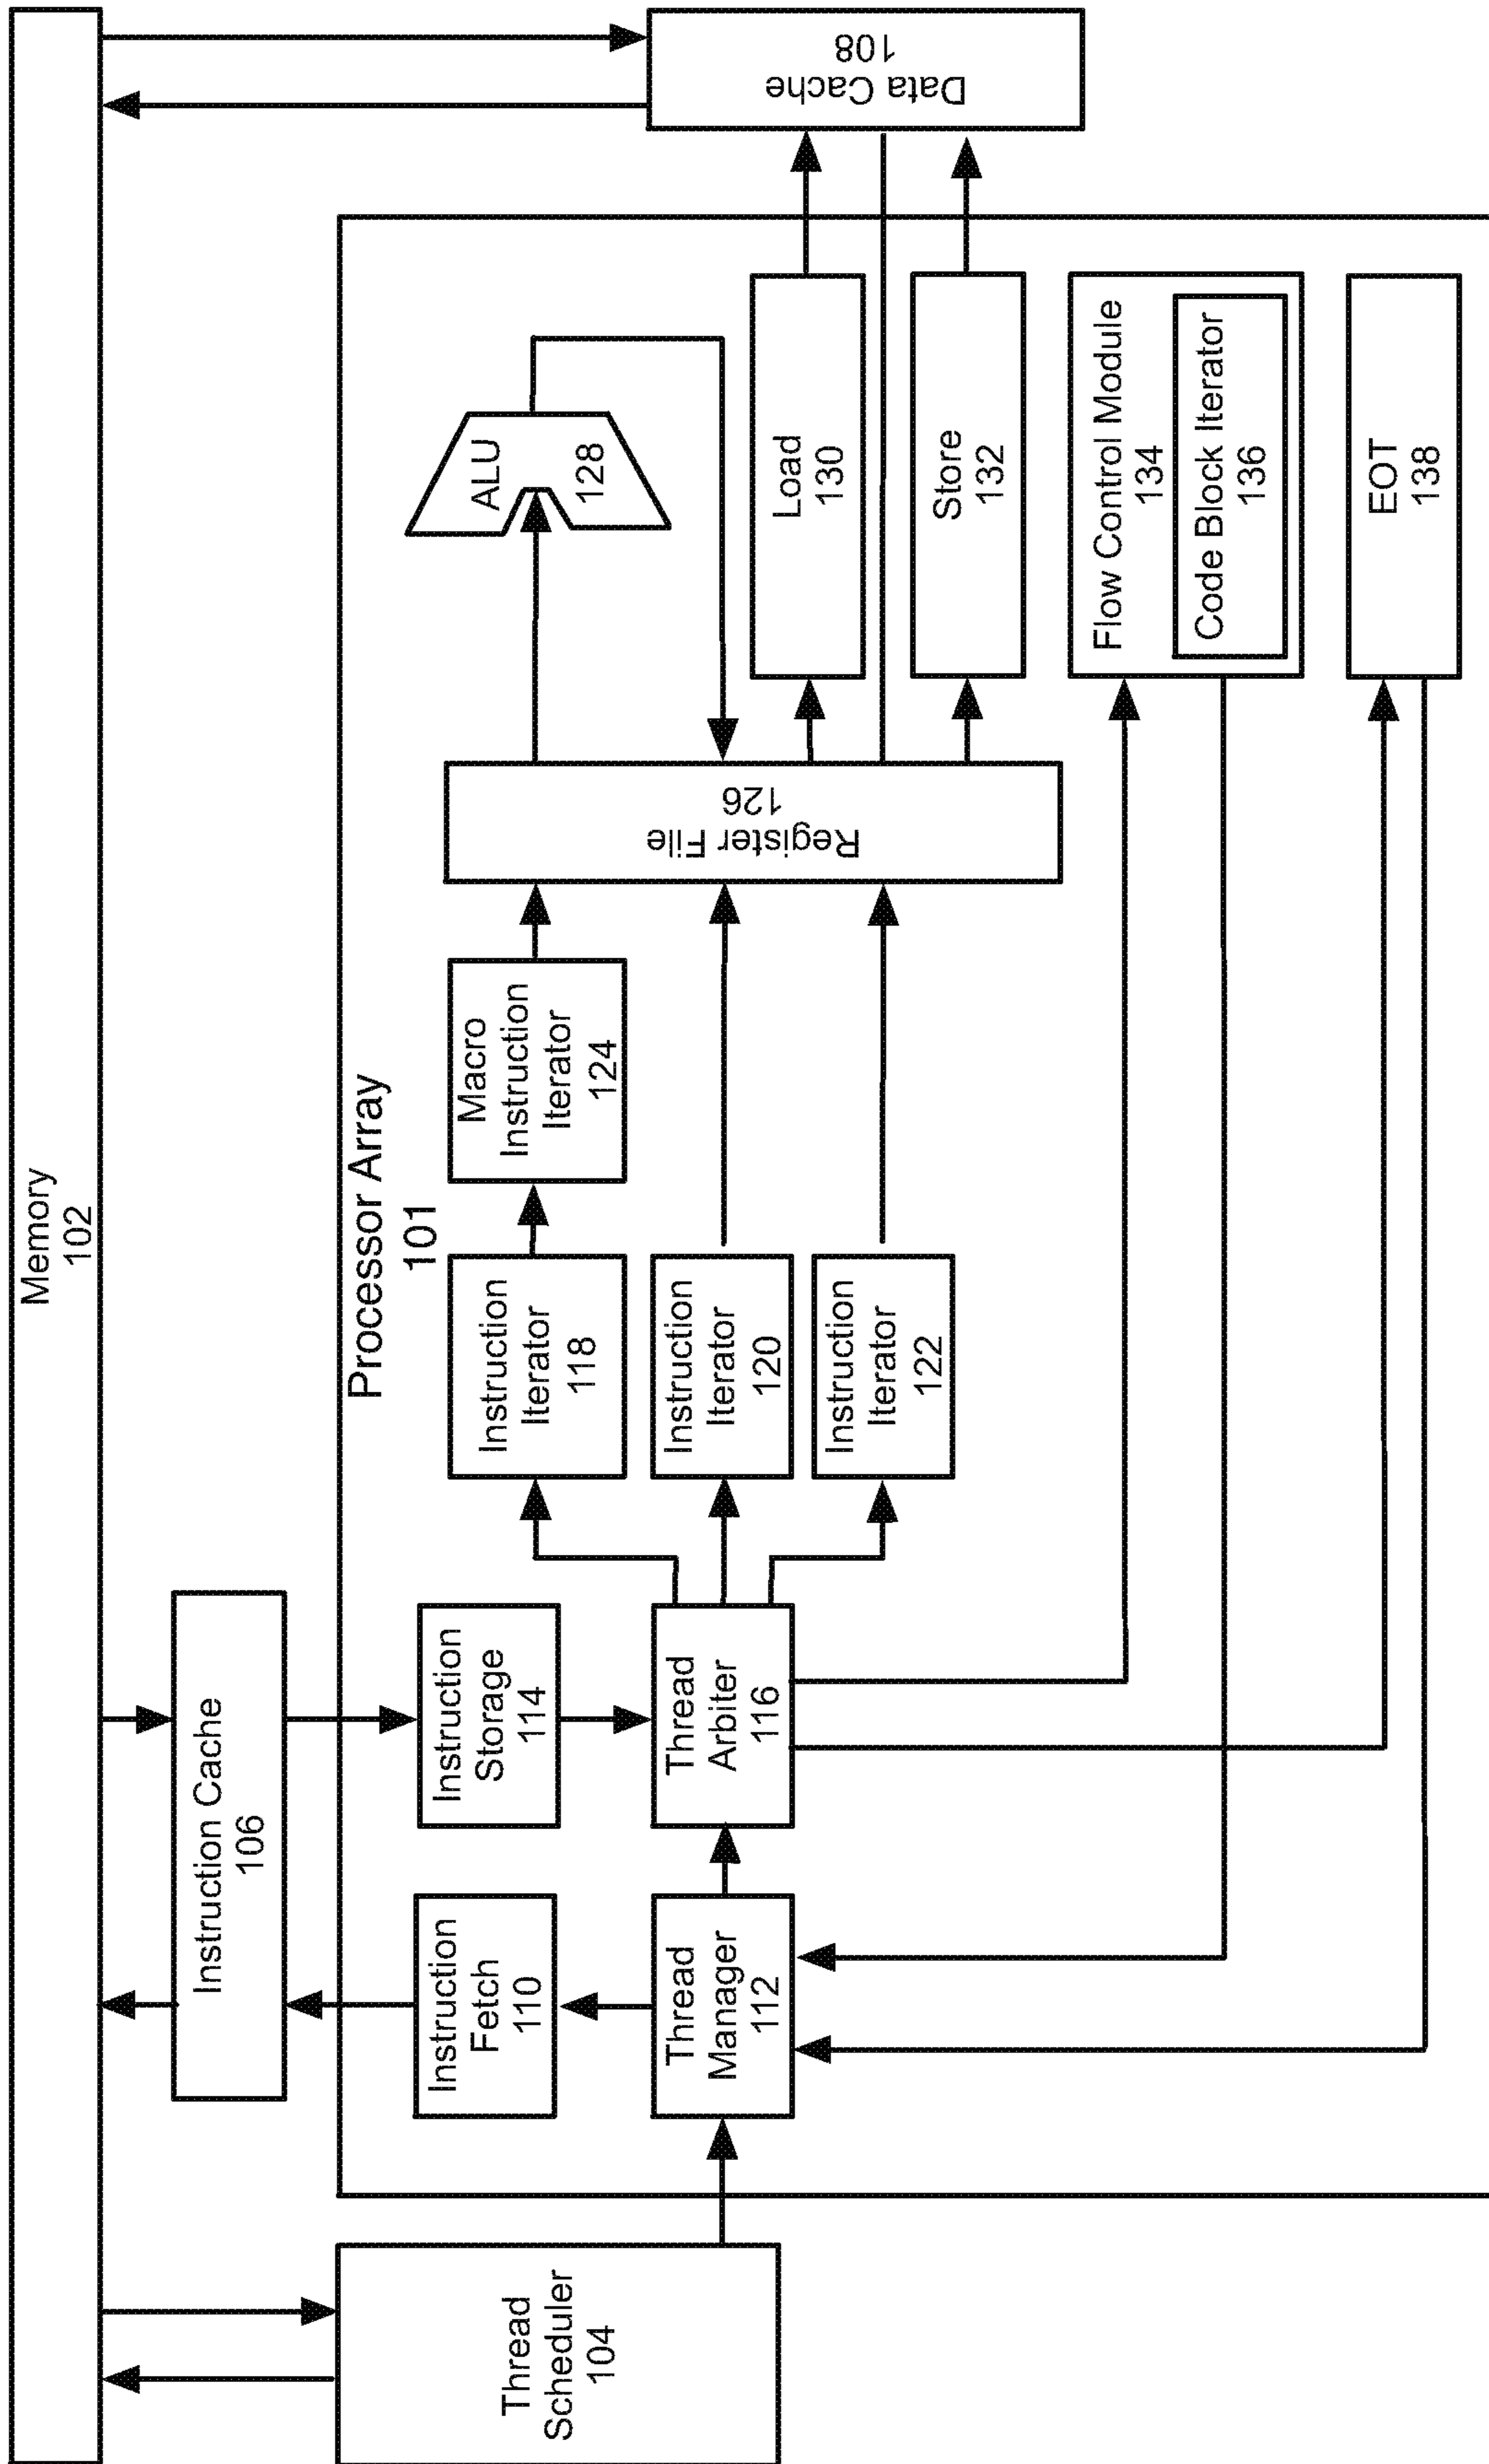 Memory
102
Thread
Scheduler
104
Instruction Cache
106
Data Cache
108
Processor Array
101
Instruction
Fetch
110
Thread
Manager
112
Instruction
Storage
114
Thread
Arbiter
116
Instruction
Iterator
118
Instruction
Iterator
120
Instruction
Iterator
122
Macro
Instruction
Iterator
124
Register File
126
ALU
128
Load
130
Store
132
Flow Control Module
134
Code Block Iterator
136
EOT
138